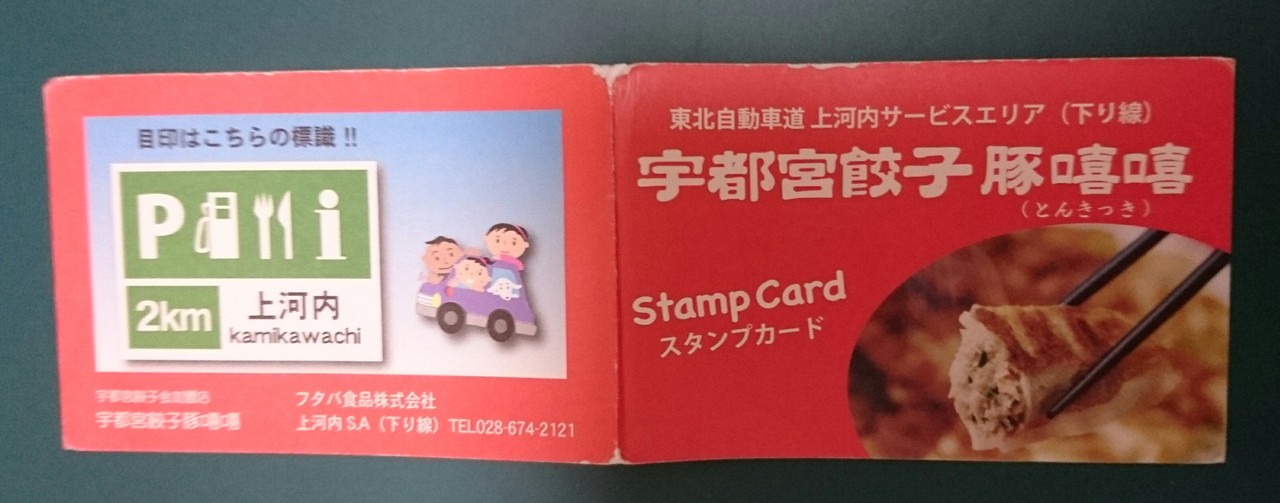 目印はこちらの標識!!
P i
2km 上河内
kamikawachi
宇都宮餃子会加盟店
宇都宮餃子豚嘻嘻
フタバ食品株式会社
上河内S.A（下り線）TEL028-674-2121
東北自動車道 上河内サービスエリア（下り線）
宇都宮餃子豚嘻嘻
（とんきっき）
Stamp Card
スタンプカード